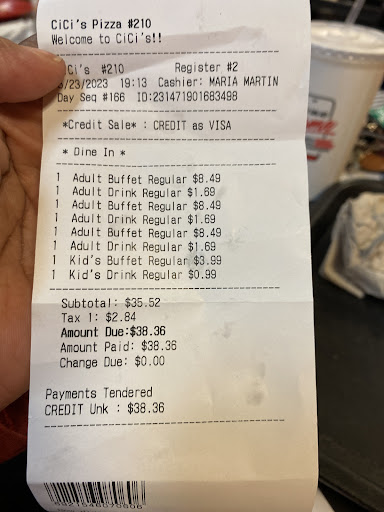 CiCi's Pizza #210
Welcome to CiCi's!!
Ci's #210 Register #2
/23/2023 19:13 Cashier: MARIA MARTIN
Day Seq #166 ID:231471901683498
*Credit Sale* : CREDIT as VISA
* Dine In *
1 Adult Buffet Regular $8.49
1 Adult Drink Regular $1.69
1 Adult Buffet Regular $8.49
1 Adult Drink Regular $1.69
1 Adult Buffet Regular $8.49
1 Adult Drink Regular $1.69
1 Kid's Buffet Regular $3.99
1 Kid's Drink Regular $0.99
Subtotal: $35.52
Tax 1: $2.84
Amount Due:$38.36
Amount Paid: $38.36
Change Due: $0.00
Payments Tendered
CREDIT Unk : $38.36